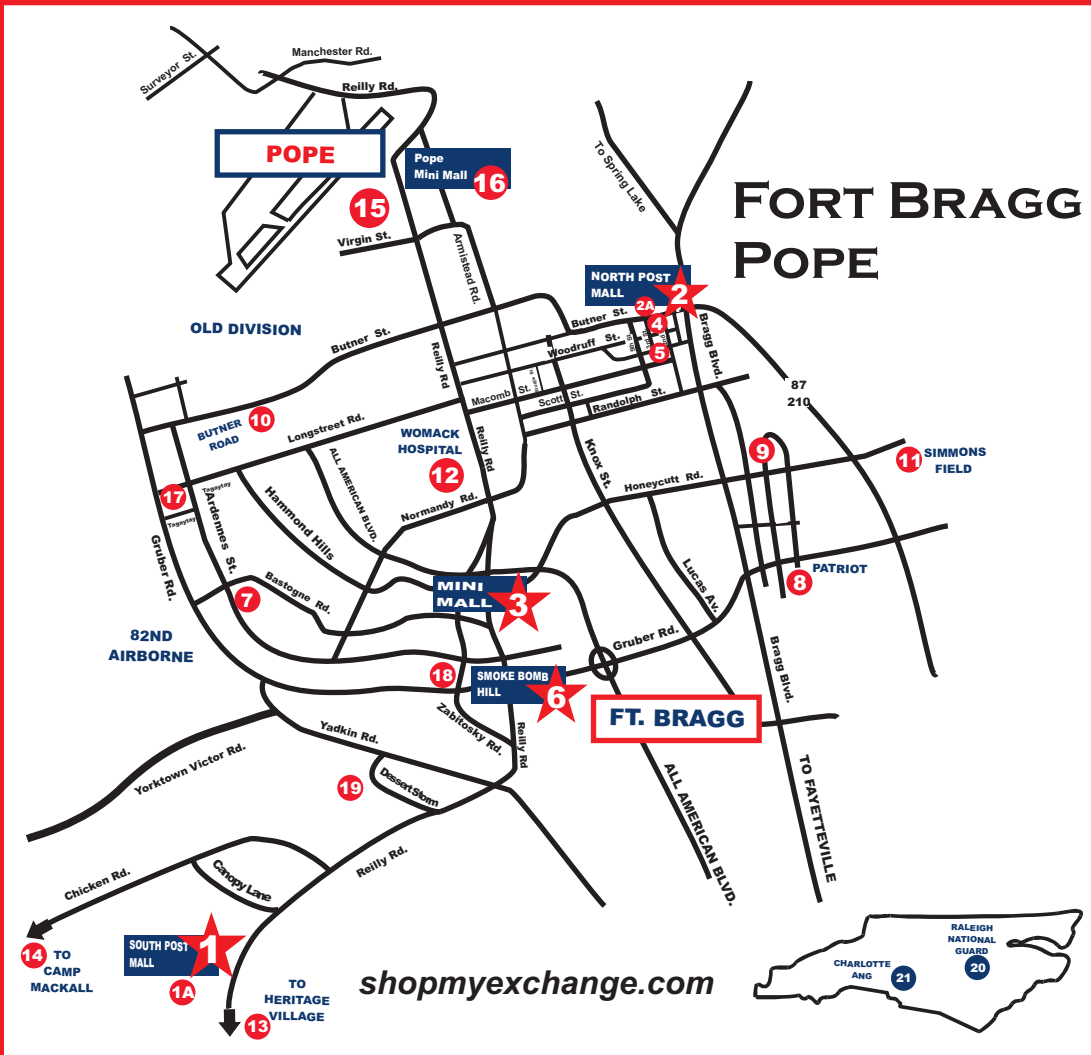 Manchester Rd.
Surveyor St.
Reilly Rd.
POPE
Pope
Mini Mall
16
15
Virgin St.
Armistead Rd.
To Spring Lake
FORT BRAGG
POPE
NORTH POST
MALL
2
2A
4
5
Butner St.
Woodruff St.
Bragg Blvd.
OLD DIVISION
Butner St.
Reilly Rd
Macomb St.
Scott St.
Randolph St.
87
210
BUTNER
ROAD
10
Longstreet Rd.
WOMACK
HOSPITAL
12
Reilly Rd
Knox St.
9
11
SIMMONS
FIELD
Honeycutt Rd.
ALL AMERICAN BLVD.
Normandy Rd.
17
Tagaytay
Tagaytay
Ardennes St.
Hammond Hills
Gruber Rd.
Bastogne Rd.
7
MINI
MALL
3
Lucas Av.
8
PATRIOT
82ND
AIRBORNE
Gruber Rd.
18
SMOKE BOMB
HILL
6
Bragg Blvd.
FT. BRAGG
Zabitosky Rd.
Reilly Rd
Yadkin Rd.
Yorktown Victor Rd.
19
Dessert Storm
TO FAYETTEVILLE
ALL AMERICAN BLVD.
Reilly Rd.
Chicken Rd.
Canopy Lane
SOUTH POST
MALL
1
1A
14
TO
CAMP
MACKALL
TO
HERITAGE
VILLAGE
13
shopmyexchange.com
RALEIGH
NATIONAL
GUARD
20
CHARLOTTE
ANG
21